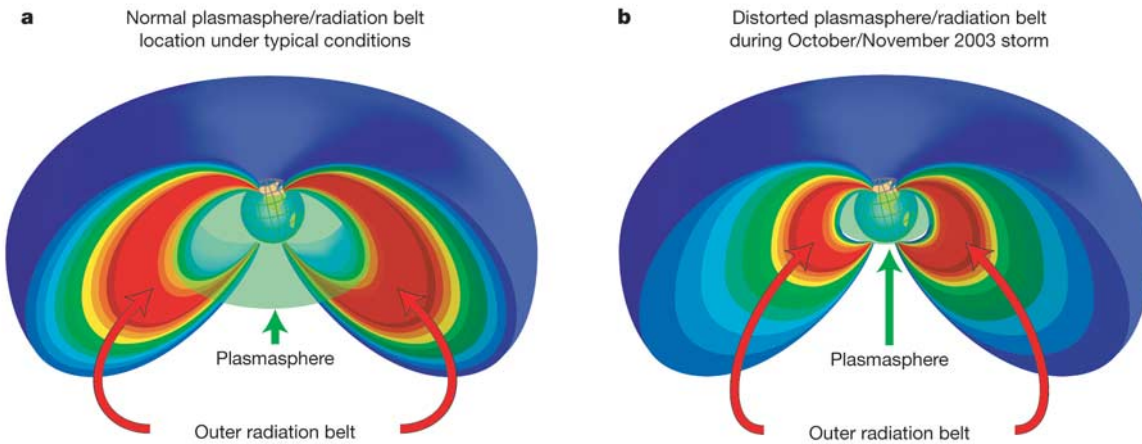 a
Normal plasmasphere/radiation belt
location under typical conditions
Plasmasphere
Outer radiation belt
b
Distorted plasmasphere/radiation belt
during October/November 2003 storm
Plasmasphere
Outer radiation belt